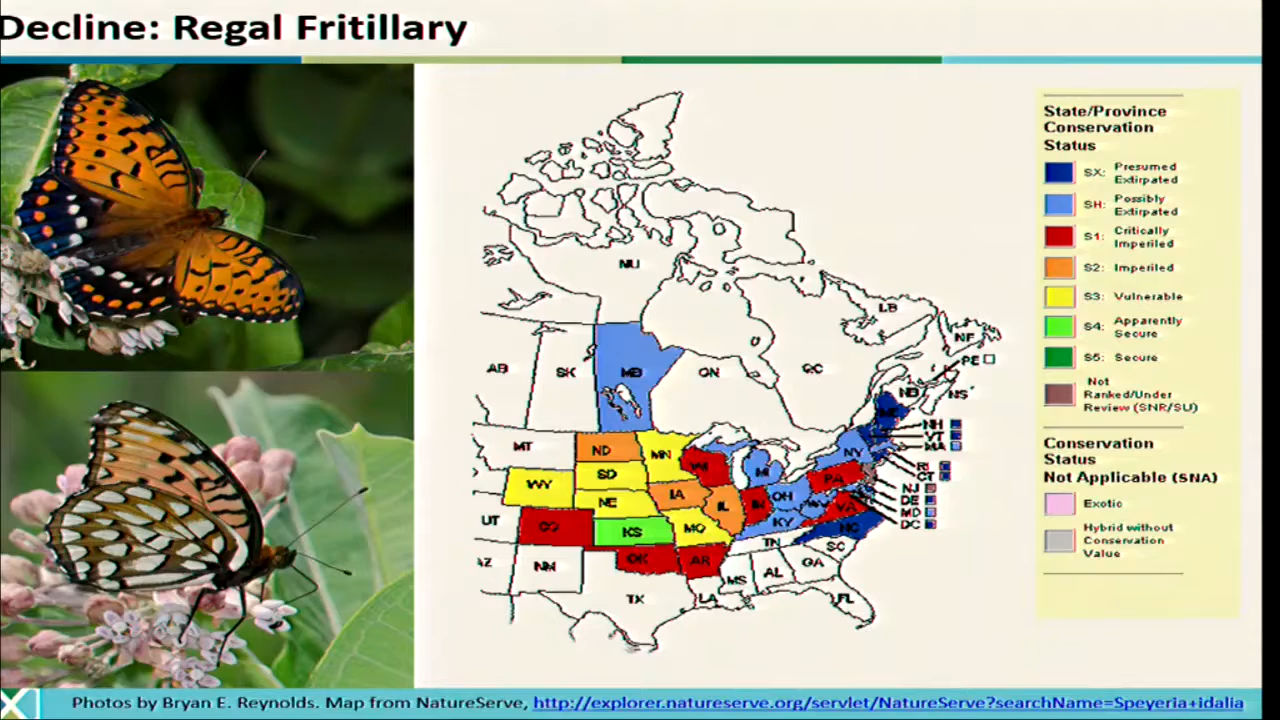 Decline: Regal Fritillary
NU
LB
NF
PE
AB
SK
MB
ON
QC
NB
NS
MT
ND
MN
SD
WY
NE
IA
WI
MI
IL
IN
OH
NY
PA
WV
VA
KY
NC
NH
VT
MA
RI
CT
NJ
DE
MD
DC
UT
CO
KS
MO
TN
SC
NM
OK
AR
MS
AL
GA
TX
LA
FL
State/Province
Conservation
Status
SX: Presumed
Extirpated
SH: Possibly
Extirpated
S1: Critically
Imperiled
S2: Imperiled
S3: Vulnerable
S4: Apparently
Secure
S5: Secure
Not
Ranked/Under
Review (SNR/SU)
Conservation
Status
Not Applicable (SNA)
Exotic
Hybrid without
Conservation
Value
Photos by Bryan E. Reynolds. Map from NatureServe, http://explorer.natureserve.org/servlet/NatureServe?searchName=Speyeria+idalia